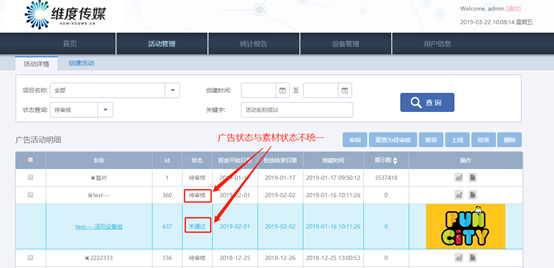 维度传媒
KEWINDOWS.CN
Welcome, admin [退出]
2019-03-22 10:08:14 星期五
首页 活动管理 统计报告 设备管理 用户信息
活动详情 创建活动
项目名称: 全部 创建时间: 至
状态查询: 待审核 关键字: 活动名称或id
查 询
广告状态与素材状态不统一
广告活动明细 审核 重置为待审核 暂停 上线 结束 删除
名称 Id 状态 投放开始日期 投放结束日期 创建时间 展示数 操作
垫片 1 待审核 2019-01-17 2019-01-17 2019-01-17 09:50:12 3537418
test---- 360 待审核 2019-02-01 2019-02-02 2019-01-16 10:11:26 0
test----深圳设备组 437 未通过 2019-02-01 2019-02-02 2019-01-16 10:11:26 0
FUN CITY
2222333 336 待审核 2018-12-25 2018-12-26 2018-12-25 13:00:53 0